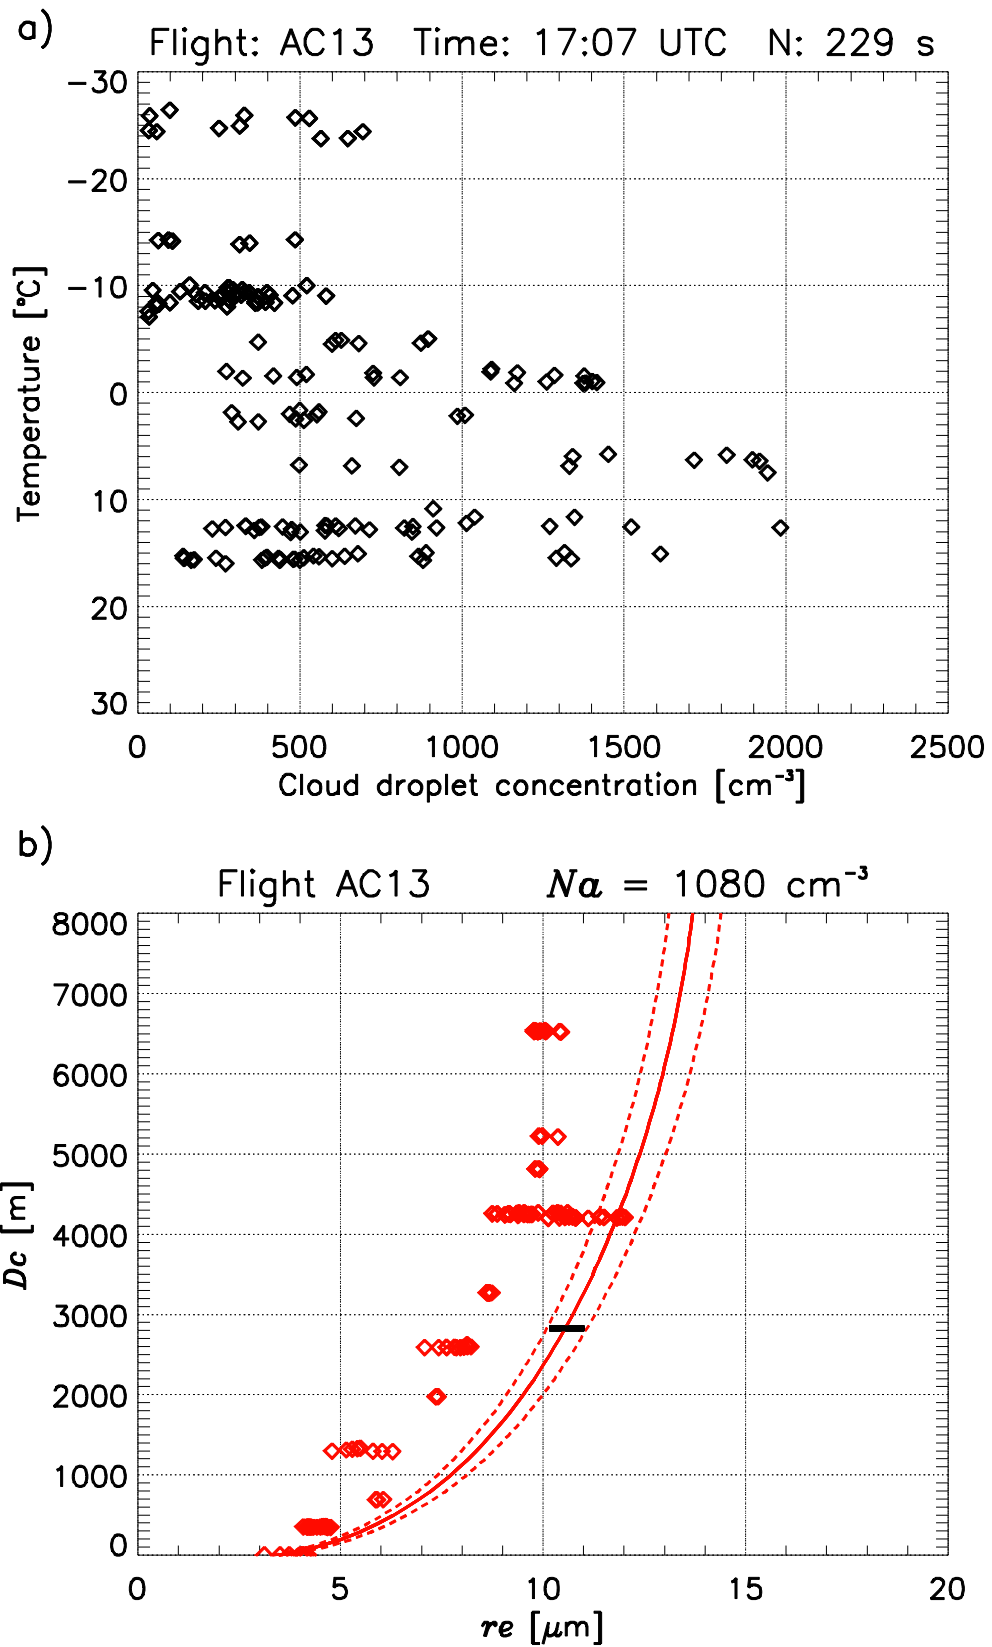 a)
Flight: AC13 Time: 17:07 UTC N: 229 s
−30
−20
−10
0
10
20
30
Temperature [°C]
0 500 1000 1500 2000 2500
Cloud droplet concentration [cm⁻³]
b)
Flight AC13 Na = 1080 cm⁻³
8000
7000
6000
5000
4000
3000
2000
1000
0
Dc [m]
0 5 10 15 20
re [μm]